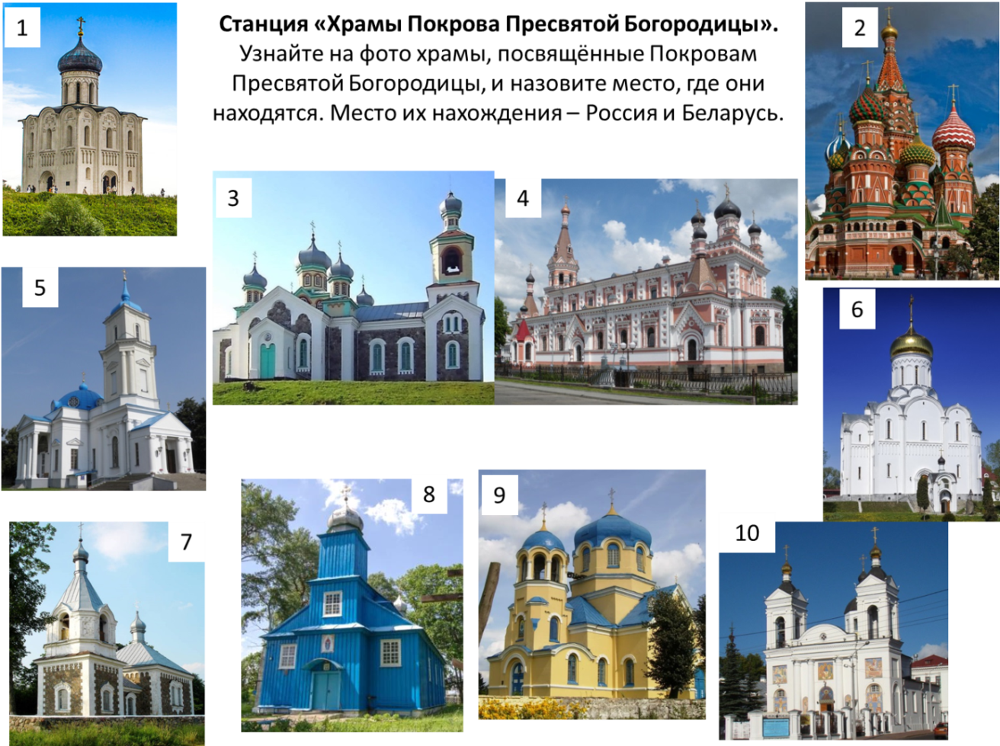 Станция «Храмы Покрова Пресвятой Богородицы».
Узнайте на фото храмы, посвящённые Покровам
Пресвятой Богородицы, и назовите место, где они
находятся. Место их нахождения – Россия и Беларусь.
1
2
3
4
5
6
7
8
9
10